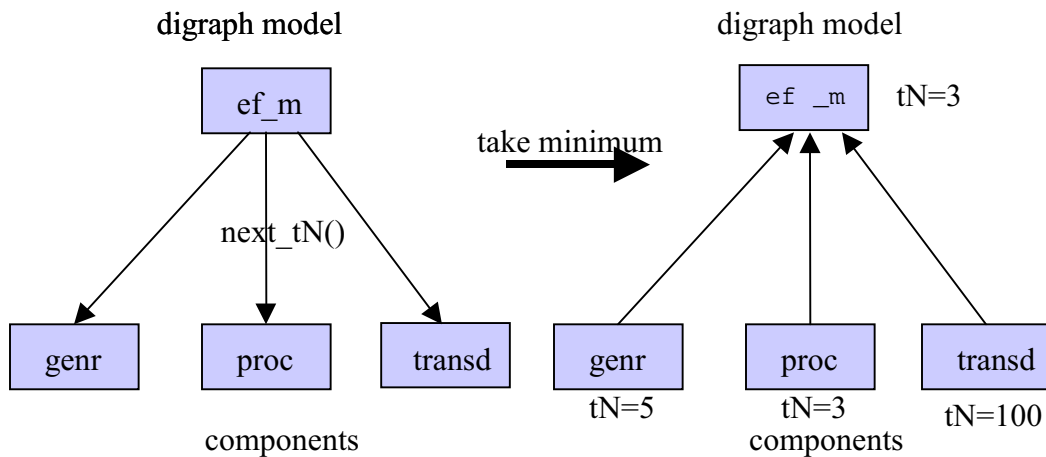 digraph model
ef_m
next_tN()
genr
proc
transd
components
take minimum
digraph model
ef _m
tN=3
genr
proc
transd
tN=5
tN=3
tN=100
components